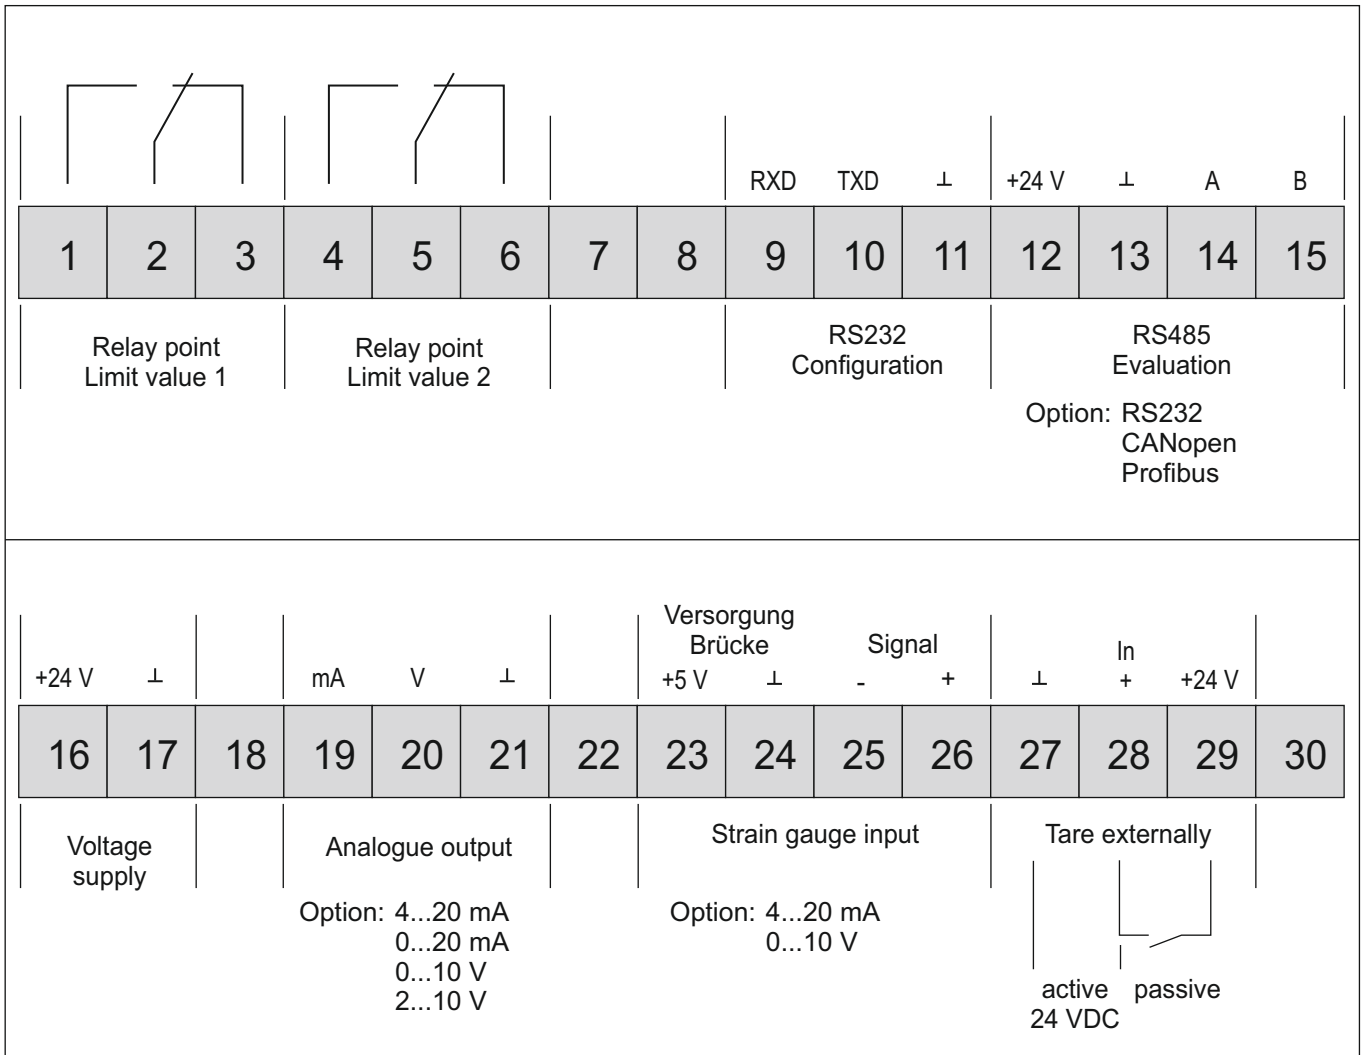 RXD TXD ⊥ +24 V ⊥ A B
1 2 3 4 5 6 7 8 9 10 11 12 13 14 15
Relay point
Limit value 1
Relay point
Limit value 2
RS232
Configuration
RS485
Evaluation
Option: RS232
CANopen
Profibus
Versorgung
Brücke
Signal
In
+24 V ⊥ mA V ⊥ +5 V ⊥ - + ⊥ + +24 V
16 17 18 19 20 21 22 23 24 25 26 27 28 29 30
Voltage
supply
Analogue output
Option: 4...20 mA
0...20 mA
0...10 V
2...10 V
Strain gauge input
Option: 4...20 mA
0...10 V
Tare externally
active passive
24 VDC